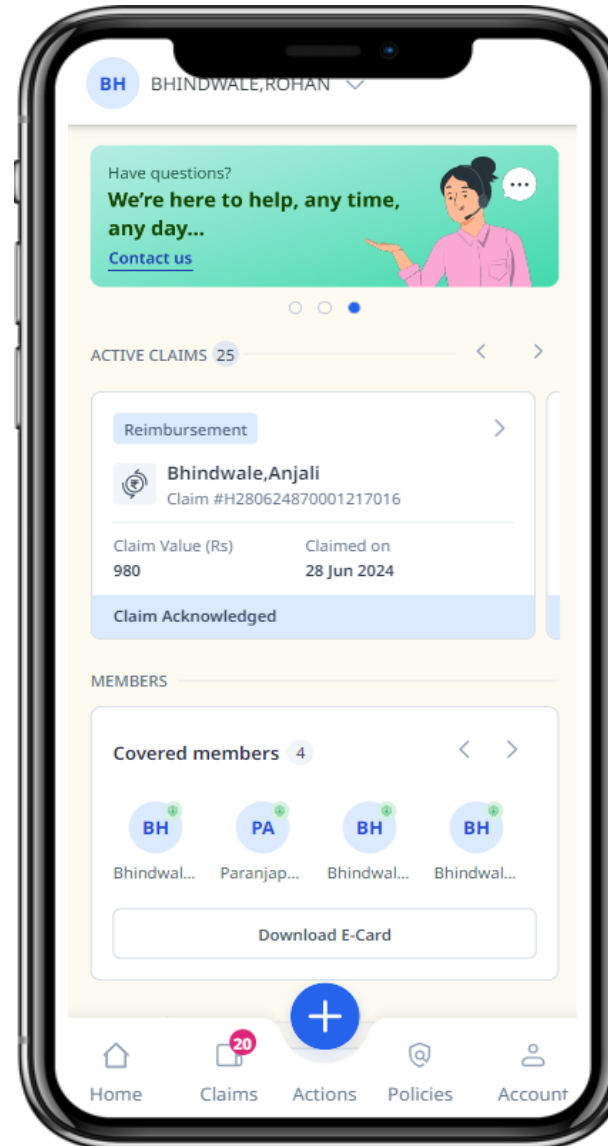 BH BHINDWALE,ROHAN
Have questions?
We're here to help, any time,
any day...
Contact us
ACTIVE CLAIMS 25
Reimbursement
Bhindwale,Anjali
Claim #H280624870001217016
Claim Value (Rs) Claimed on
980 28 Jun 2024
Claim Acknowledged
MEMBERS
Covered members 4
BH PA BH BH
Bhindwal... Paranjap... Bhindwal... Bhindwal...
Download E-Card
20
Home Claims Actions Policies Account